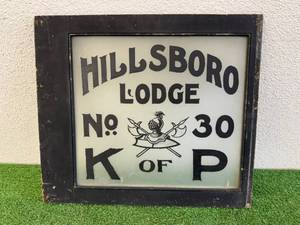 HILLSBORO
LODGE
No. 30
K OF P